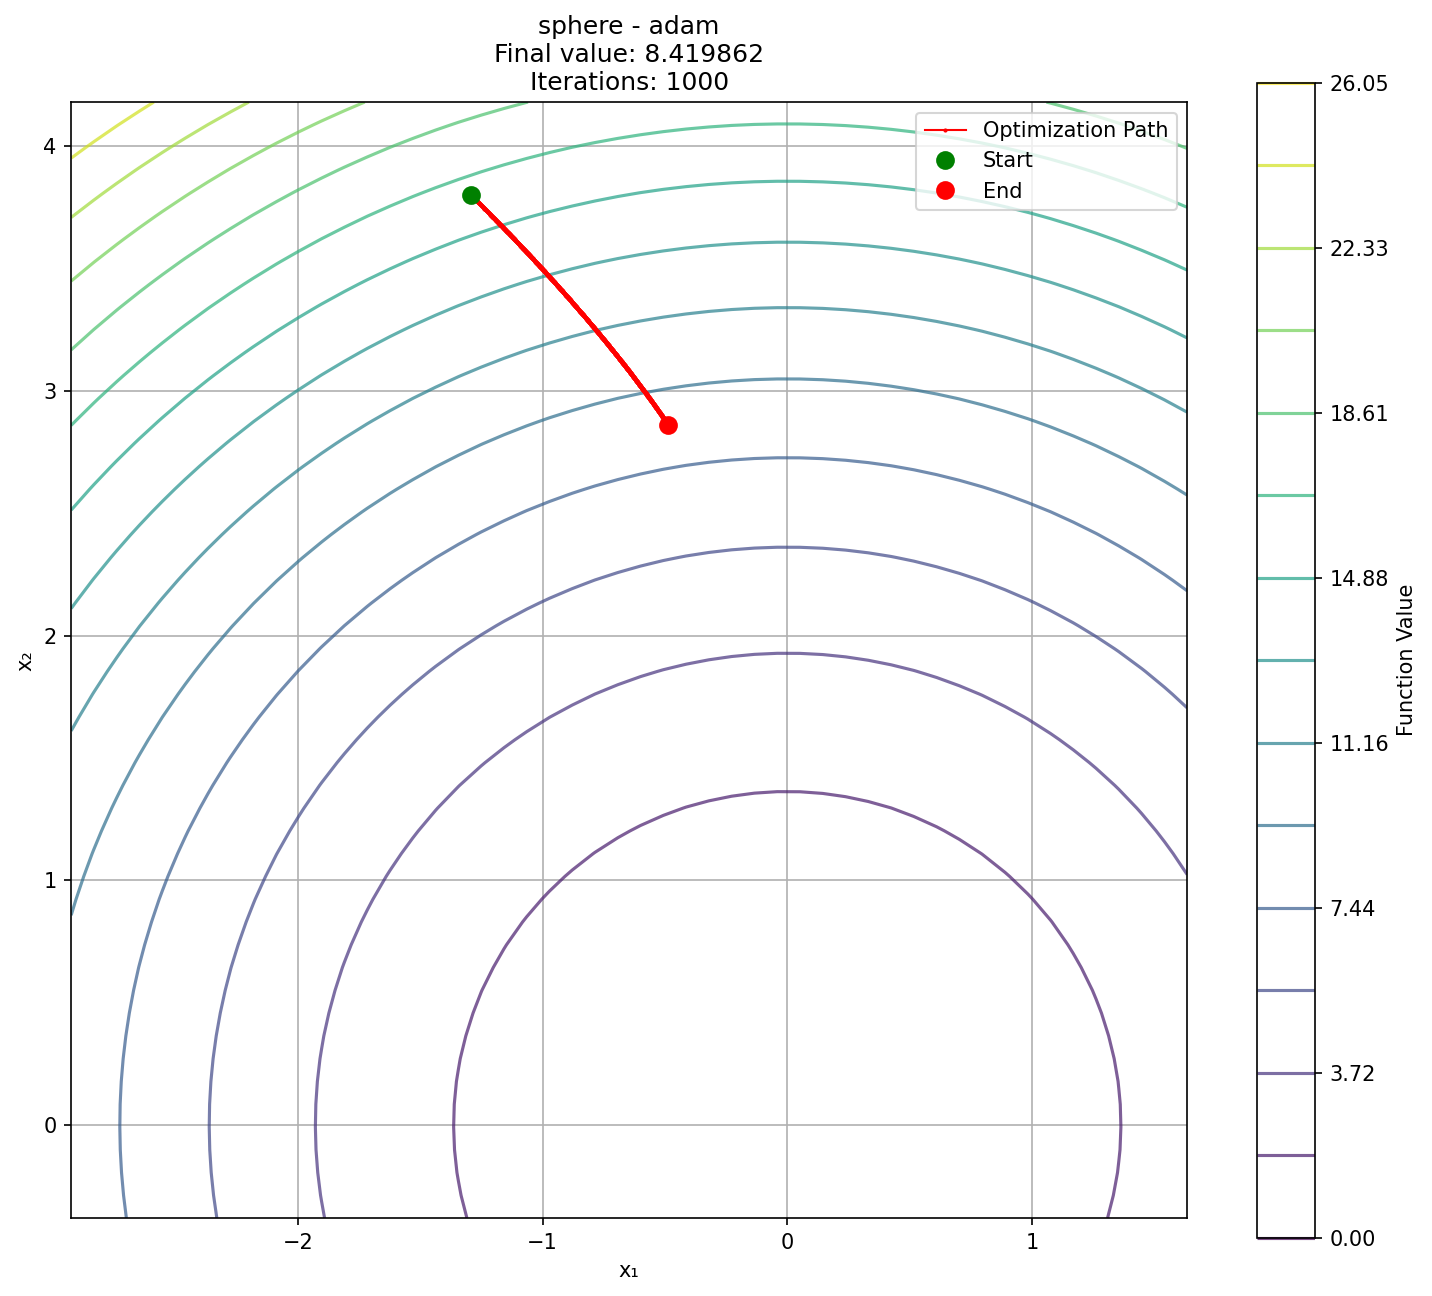 sphere - adam
Final value: 8.419862
Iterations: 1000
Optimization Path
Start
End
4
3
2
1
0
−2
−1
0
1
x₁
x₂
26.05
22.33
18.61
14.88
11.16
7.44
3.72
0.00
Function Value